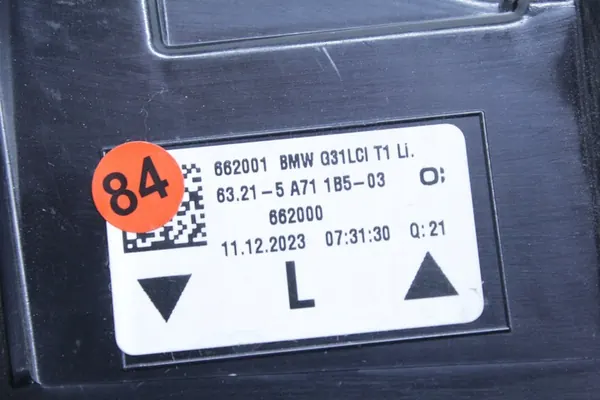 84
662001 BMW G31LCI T1 Li.
63.21-5 A71 1B5-03 O:
662000
11.12.2023 07:31:30 Q:21
L